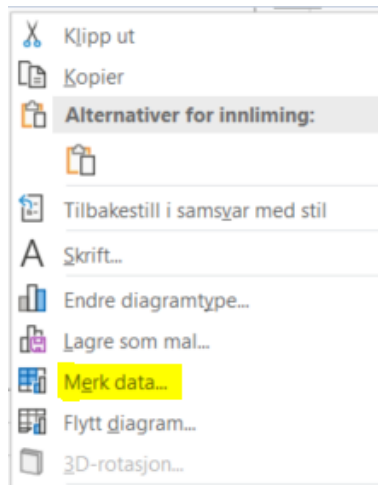 Klipp ut
Kopier
Alternativer for innliming:
Tilbakestill i samsvar med stil
Skrift...
Endre diagramtype...
Lagre som mal...
Merk data...
Flytt diagram...
3D-rotasjon...